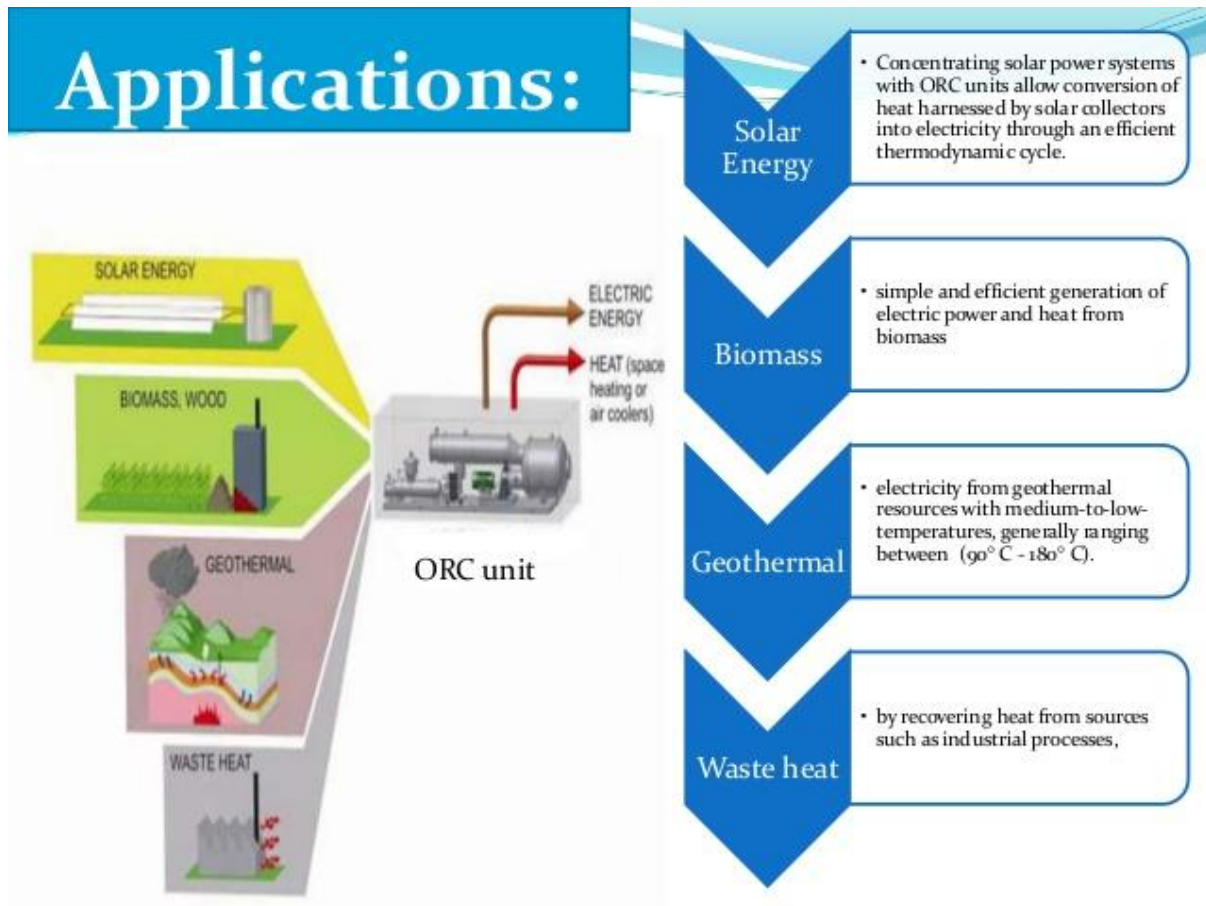 Applications:
SOLAR ENERGY
BIOMASS, WOOD
GEOTHERMAL
WASTE HEAT
ELECTRIC
ENERGY
HEAT (space
heating or
air coolers)
ORC unit
Solar
Energy
• Concentrating solar power systems
with ORC units allow conversion of
heat harnessed by solar collectors
into electricity through an efficient
thermodynamic cycle.
Biomass
• simple and efficient generation of
electric power and heat from
biomass
Geothermal
• electricity from geothermal
resources with medium-to-low-
temperatures, generally ranging
between (90° C - 180° C).
Waste heat
• by recovering heat from sources
such as industrial processes,